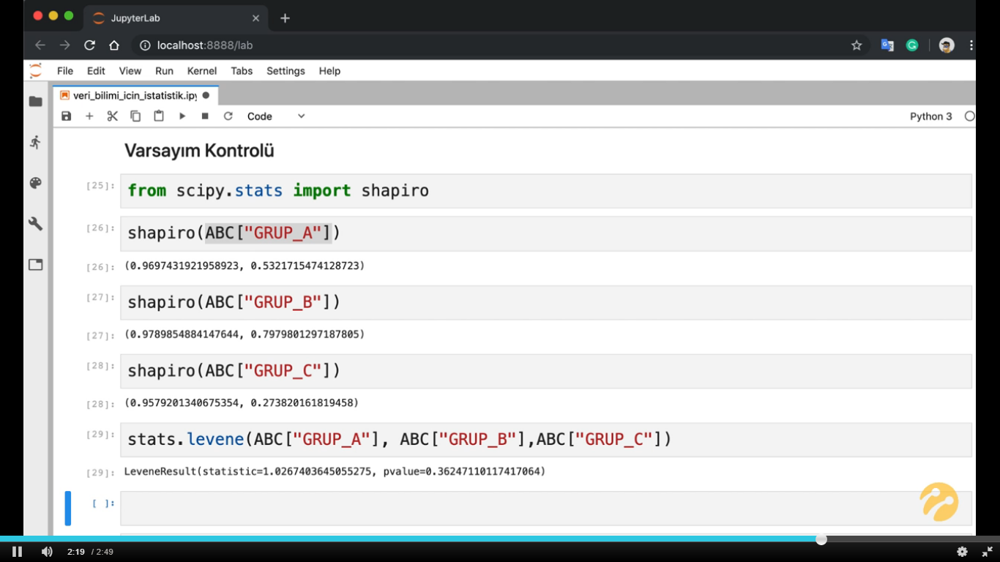 JupyterLab
localhost:8888/lab
File Edit View Run Kernel Tabs Settings Help
veri_bilimi_icin_istatistik.ipy
Code Python 3
Varsayım Kontrolü
[25]: from scipy.stats import shapiro
[26]: shapiro(ABC["GRUP_A"])
[26]: (0.9697431921958923, 0.5321715474128723)
[27]: shapiro(ABC["GRUP_B"])
[27]: (0.9789854884147644, 0.7979801297187805)
[28]: shapiro(ABC["GRUP_C"])
[28]: (0.9579201340675354, 0.273820161819458)
[29]: stats.levene(ABC["GRUP_A"], ABC["GRUP_B"],ABC["GRUP_C"])
[29]: LeveneResult(statistic=1.0267403645055275, pvalue=0.36247110117417064)
[ ]:
2:19 / 2:49